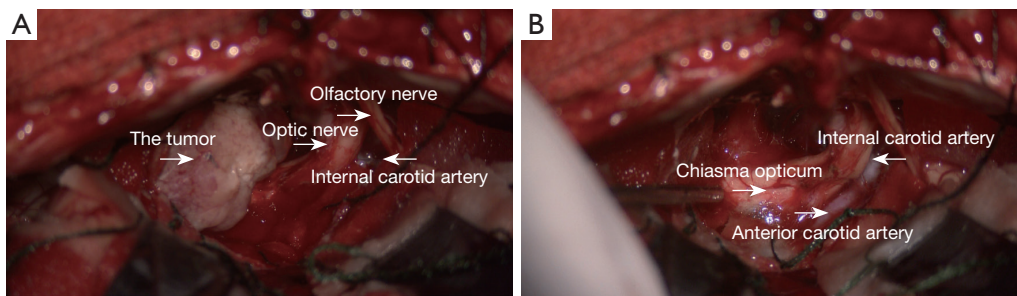 A
Olfactory nerve
The tumor
Optic nerve
Internal carotid artery
B
Internal carotid artery
Chiasma opticum
Anterior carotid artery